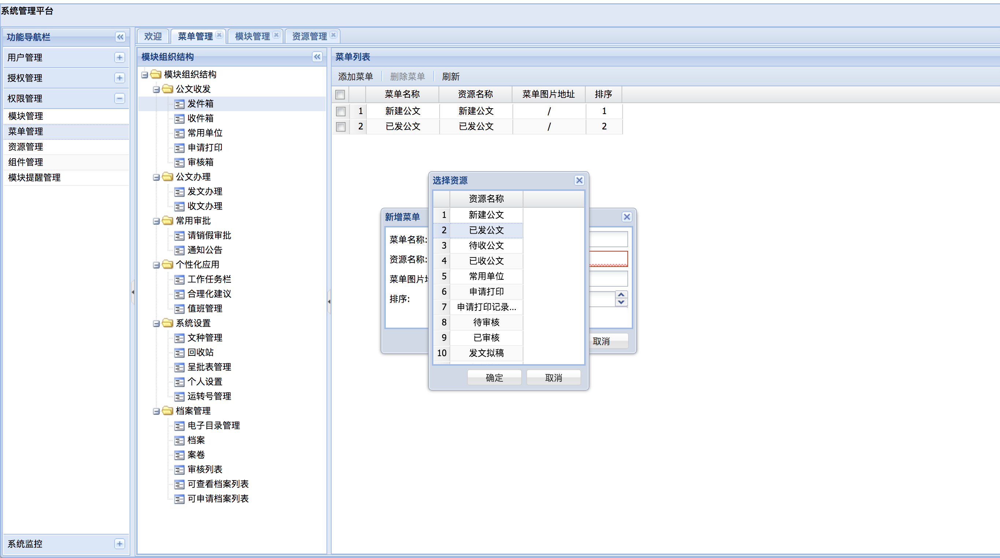 系统管理平台
功能导航栏
用户管理
授权管理
权限管理
模块管理
菜单管理
资源管理
组件管理
模块提醒管理
系统监控
欢迎 菜单管理 模块管理 资源管理
模块组织结构
模块组织结构
公文收发
发件箱
收件箱
常用单位
申请打印
审核箱
公文办理
发文办理
收文办理
常用审批
请销假审批
通知公告
个性化应用
工作任务栏
合理化建议
值班管理
系统设置
文种管理
回收站
呈批表管理
个人设置
运转号管理
档案管理
电子目录管理
档案
案卷
审核列表
可查看档案列表
可申请档案列表
菜单列表
添加菜单 删除菜单 刷新
菜单名称 资源名称 菜单图片地址 排序
1 新建公文 新建公文 / 1
2 已发公文 已发公文 / 2
新增菜单
菜单名称:
资源名称:
菜单图片
排序:
取消
选择资源
资源名称
1 新建公文
2 已发公文
3 待收公文
4 已收公文
5 常用单位
6 申请打印
7 申请打印记录...
8 待审核
9 已审核
10 发文拟稿
确定 取消